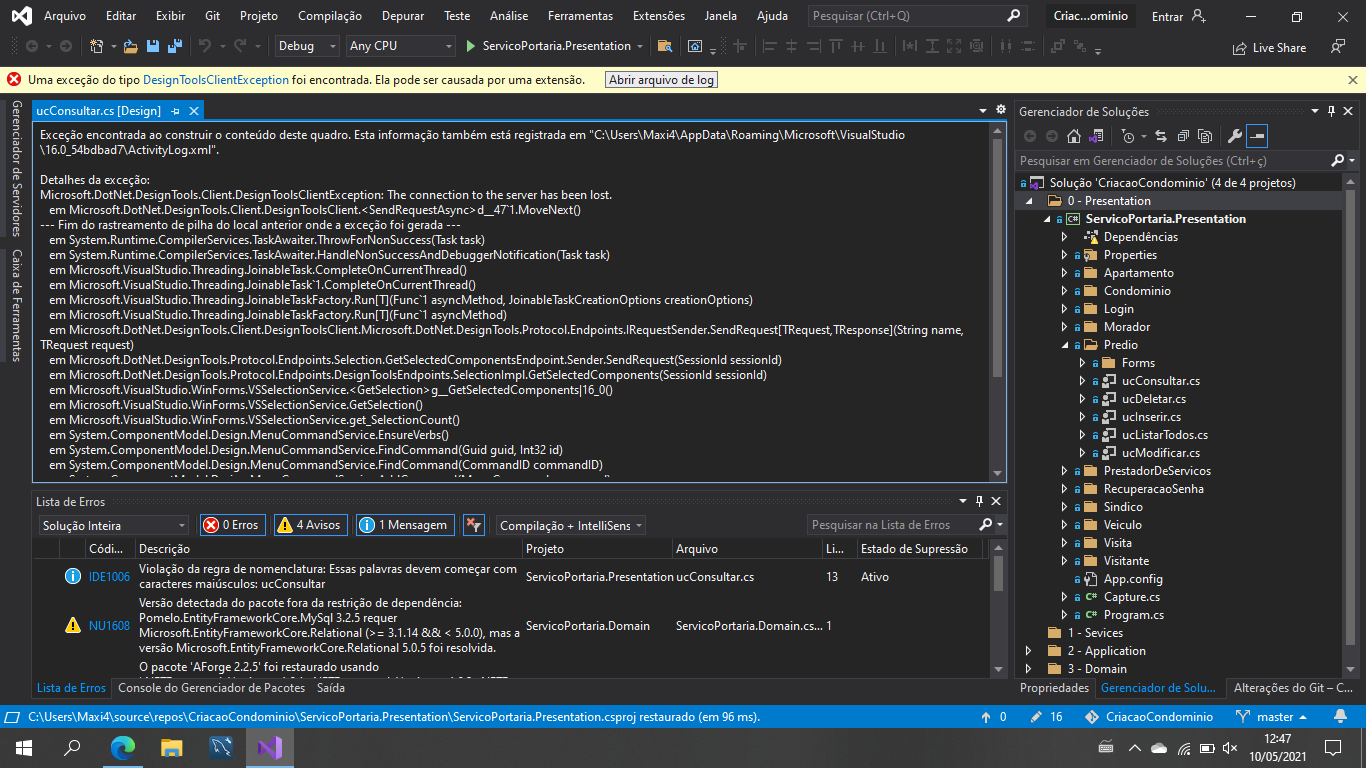 Arquivo Editar Exibir Git Projeto Compilação Depurar Teste Análise Ferramentas Extensões Janela Ajuda Pesquisar (Ctrl+Q) Criac...ominio Entrar
Debug Any CPU ServicoPortaria.Presentation Live Share
Uma exceção do tipo DesignToolsClientException foi encontrada. Ela pode ser causada por uma extensão. Abrir arquivo de log
Gerenciador de Servidores
Caixa de Ferramentas
ucConsultar.cs [Design]
Exceção encontrada ao construir o conteúdo deste quadro. Esta informação também está registrada em "C:\Users\Maxi4\AppData\Roaming\Microsoft\VisualStudio
\16.0_54bdbad7\ActivityLog.xml".
Detalhes da exceção:
Microsoft.DotNet.DesignTools.Client.DesignToolsClientException: The connection to the server has been lost.
em Microsoft.DotNet.DesignTools.Client.DesignToolsClient.<SendRequestAsync>d__47`1.MoveNext()
--- Fim do rastreamento de pilha do local anterior onde a exceção foi gerada ---
em System.Runtime.CompilerServices.TaskAwaiter.ThrowForNonSuccess(Task task)
em System.Runtime.CompilerServices.TaskAwaiter.HandleNonSuccessAndDebuggerNotification(Task task)
em Microsoft.VisualStudio.Threading.JoinableTask.CompleteOnCurrentThread()
em Microsoft.VisualStudio.Threading.JoinableTask`1.CompleteOnCurrentThread()
em Microsoft.VisualStudio.Threading.JoinableTaskFactory.Run[T](Func`1 asyncMethod, JoinableTaskCreationOptions creationOptions)
em Microsoft.VisualStudio.Threading.JoinableTaskFactory.Run[T](Func`1 asyncMethod)
em Microsoft.DotNet.DesignTools.Client.DesignToolsClient.Microsoft.DotNet.DesignTools.Protocol.Endpoints.IRequestSender.SendRequest[TRequest,TResponse](String name,
TRequest request)
em Microsoft.DotNet.DesignTools.Protocol.Endpoints.Selection.GetSelectedComponentsEndpoint.Sender.SendRequest(SessionId sessionId)
em Microsoft.DotNet.DesignTools.Protocol.Endpoints.DesignToolsEndpoints.SelectionImpl.GetSelectedComponents(SessionId sessionId)
em Microsoft.VisualStudio.WinForms.VSSelectionService.<GetSelection>g__GetSelectedComponents|16_0()
em Microsoft.VisualStudio.WinForms.VSSelectionService.GetSelection()
em Microsoft.VisualStudio.WinForms.VSSelectionService.get_SelectionCount()
em System.ComponentModel.Design.MenuCommandService.EnsureVerbs()
em System.ComponentModel.Design.MenuCommandService.FindCommand(Guid guid, Int32 id)
em System.ComponentModel.Design.MenuCommandService.FindCommand(CommandID commandID)
Lista de Erros
Solução Inteira 0 Erros 4 Avisos 1 Mensagem Compilação + IntelliSens Pesquisar na Lista de Erros
Códi... Descrição Projeto Arquivo Li... Estado de Supressão
IDE1006 Violação da regra de nomenclatura: Essas palavras devem começar com
caracteres maiúsculos: ucConsultar ServicoPortaria.Presentation ucConsultar.cs 13 Ativo
Versão detectada do pacote fora da restrição de dependência:
Pomelo.EntityFrameworkCore.MySql 3.2.5 requer
NU1608 Microsoft.EntityFrameworkCore.Relational (>= 3.1.14 && < 5.0.0), mas a ServicoPortaria.Domain ServicoPortaria.Domain.cs... 1
versão Microsoft.EntityFrameworkCore.Relational 5.0.5 foi resolvida.
O pacote 'AForge 2.2.5' foi restaurado usando
Lista de Erros Console do Gerenciador de Pacotes Saída
Gerenciador de Soluções
Pesquisar em Gerenciador de Soluções (Ctrl+ç)
Solução 'CriacaoCondominio' (4 de 4 projetos)
0 - Presentation
C# ServicoPortaria.Presentation
Dependências
Properties
Apartamento
Condominio
Login
Morador
Predio
Forms
ucConsultar.cs
ucDeletar.cs
ucInserir.cs
ucListarTodos.cs
ucModificar.cs
PrestadorDeServicos
RecuperacaoSenha
Sindico
Veiculo
Visita
Visitante
App.config
C# Capture.cs
C# Program.cs
1 - Sevices
2 - Application
3 - Domain
Propriedades Gerenciador de Solu... Alterações do Git – C...
C:\Users\Maxi4\source\repos\CriacaoCondominio\ServicoPortaria.Presentation\ServicoPortaria.Presentation.csproj restaurado (em 96 ms). 0 16 CriacaoCondominio master
12:47
10/05/2021